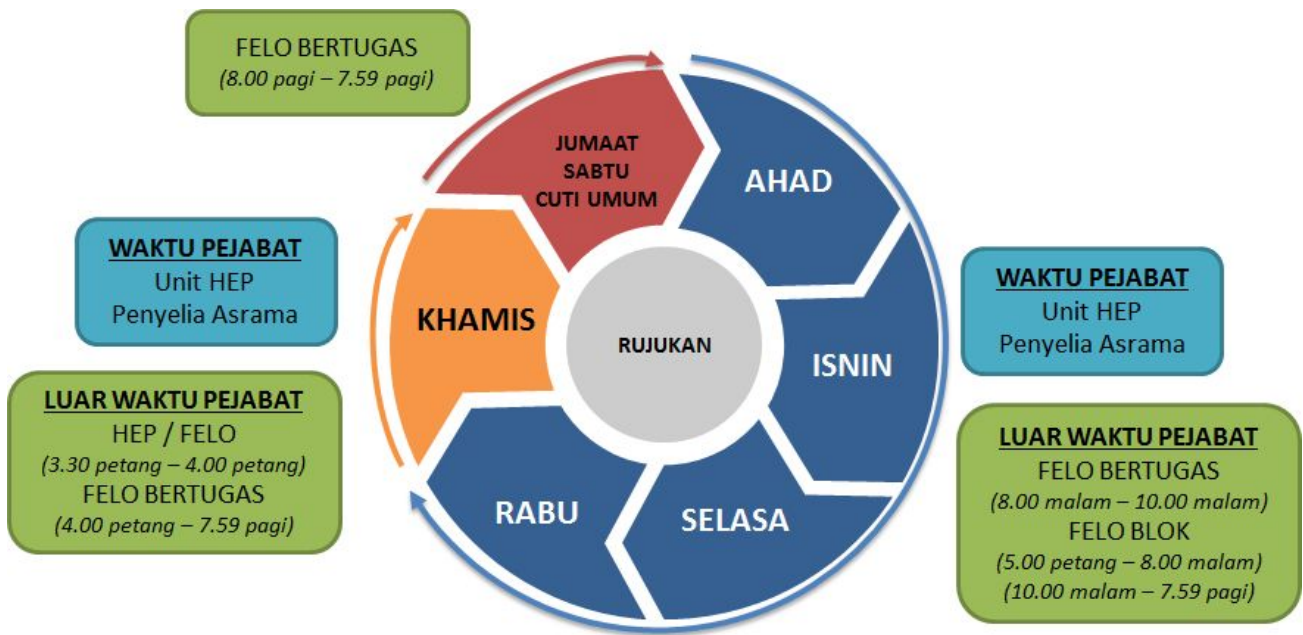 FELO BERTUGAS
(8.00 pagi – 7.59 pagi)
JUMAAT
SABTU
CUTI UMUM
AHAD
WAKTU PEJABAT
Unit HEP
Penyelia Asrama
KHAMIS
RUJUKAN
ISNIN
WAKTU PEJABAT
Unit HEP
Penyelia Asrama
LUAR WAKTU PEJABAT
HEP / FELO
(3.30 petang – 4.00 petang)
FELO BERTUGAS
(4.00 petang – 7.59 pagi)
RABU
SELASA
LUAR WAKTU PEJABAT
FELO BERTUGAS
(8.00 malam – 10.00 malam)
FELO BLOK
(5.00 petang – 8.00 malam)
(10.00 malam – 7.59 pagi)